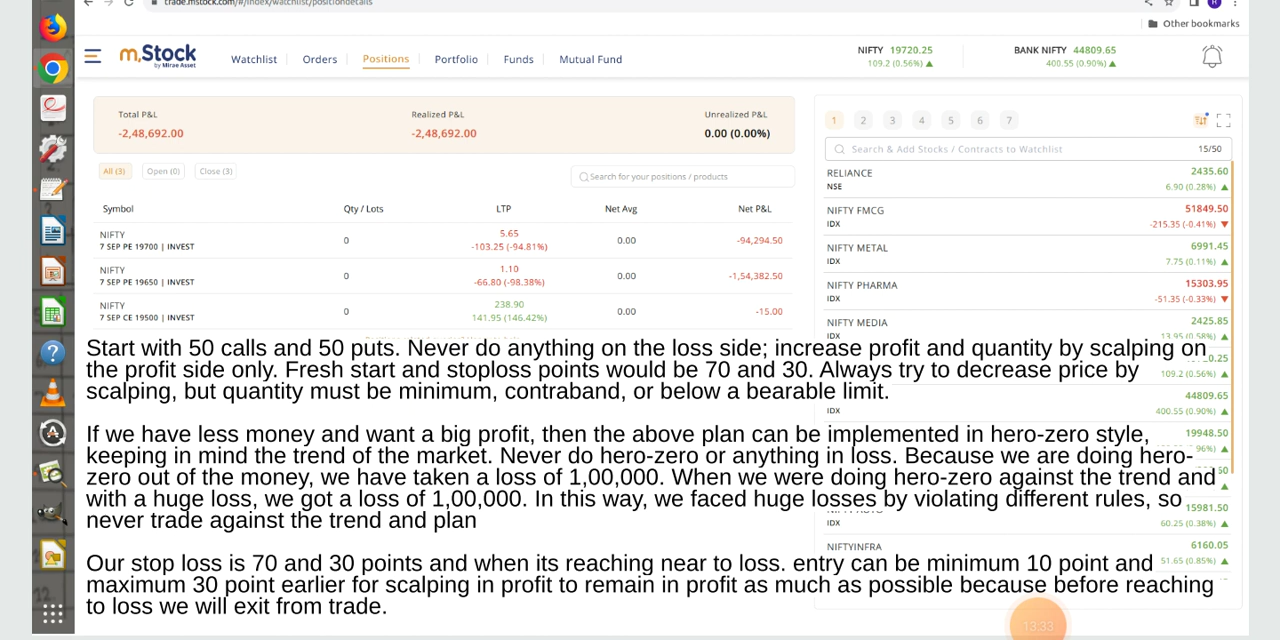 trade.mstock.com/#/index/watchlist/positiondetails
Other bookmarks
m.Stock
by Mirae Asset
Watchlist Orders Positions Portfolio Funds Mutual Fund
NIFTY 19720.25
109.2 (0.56%) ▲
BANK NIFTY 44809.65
400.55 (0.90%) ▲
Total P&L Realized P&L Unrealized P&L
-2,48,692.00 -2,48,692.00 0.00 (0.00%)
All (3) Open (0) Close (3) Search for your positions / products
Symbol Qty / Lots LTP Net Avg Net P&L
NIFTY
7 SEP PE 19700 | INVEST 0 5.65 0.00 -94,294.50
-103.25 (-94.81%)
NIFTY
7 SEP PE 19650 | INVEST 0 1.10 0.00 -1,54,382.50
-66.80 (-98.38%)
NIFTY
7 SEP CE 19500 | INVEST 0 238.90 0.00 -15.00
141.95 (146.42%)
1 2 3 4 5 6 7
Search & Add Stocks / Contracts to Watchlist 15/50
RELIANCE 2435.60
NSE 6.90 (0.28%) ▲
NIFTY FMCG 51849.50
IDX -215.35 (-0.41%) ▼
NIFTY METAL 6991.45
IDX 7.75 (0.11%) ▲
NIFTY PHARMA 15303.95
IDX -51.35 (-0.33%) ▼
NIFTY MEDIA 2425.85
IDX 13.95 (0.58%) ▲
109.2 (0.56%) ▲
44809.65
IDX 400.55 (0.90%) ▲
19948.50
15981.50
IDX 60.25 (0.38%) ▲
NIFTYINFRA 6160.05
51.65 (0.85%) ▲
Start with 50 calls and 50 puts. Never do anything on the loss side; increase profit and quantity by scalping on
the profit side only. Fresh start and stoploss points would be 70 and 30. Always try to decrease price by
scalping, but quantity must be minimum, contraband, or below a bearable limit.
If we have less money and want a big profit, then the above plan can be implemented in hero-zero style,
keeping in mind the trend of the market. Never do hero-zero or anything in loss. Because we are doing hero-
zero out of the money, we have taken a loss of 1,00,000. When we were doing hero-zero against the trend and
with a huge loss, we got a loss of 1,00,000. In this way, we faced huge losses by violating different rules, so
never trade against the trend and plan
Our stop loss is 70 and 30 points and when its reaching near to loss. entry can be minimum 10 point and
maximum 30 point earlier for scalping in profit to remain in profit as much as possible because before reaching
to loss we will exit from trade.
13:33